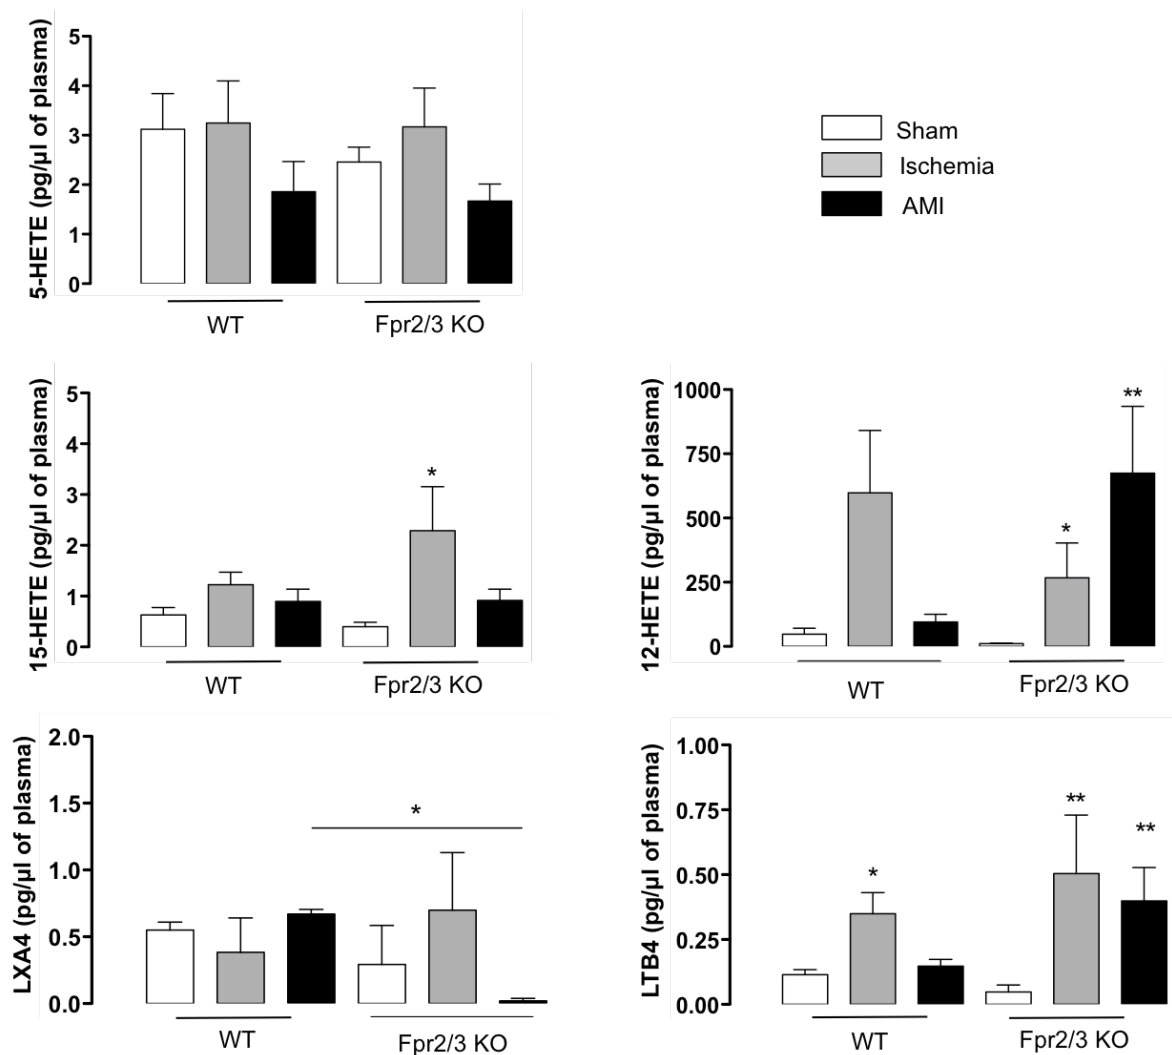 5-HETE (pg/µl of plasma)
5
4
3
2
1
0
WT
Fpr2/3 KO
Sham
Ischemia
AMI
15-HETE (pg/µl of plasma)
5
4
3
2
1
0
*
WT
Fpr2/3 KO
12-HETE (pg/µl of plasma)
1000
750
500
250
0
*
**
WT
Fpr2/3 KO
LXA4 (pg/µl of plasma)
2.0
1.5
1.0
0.5
0.0
*
WT
Fpr2/3 KO
LTB4 (pg/µl of plasma)
1.00
0.75
0.50
0.25
0.00
*
**
**
WT
Fpr2/3 KO